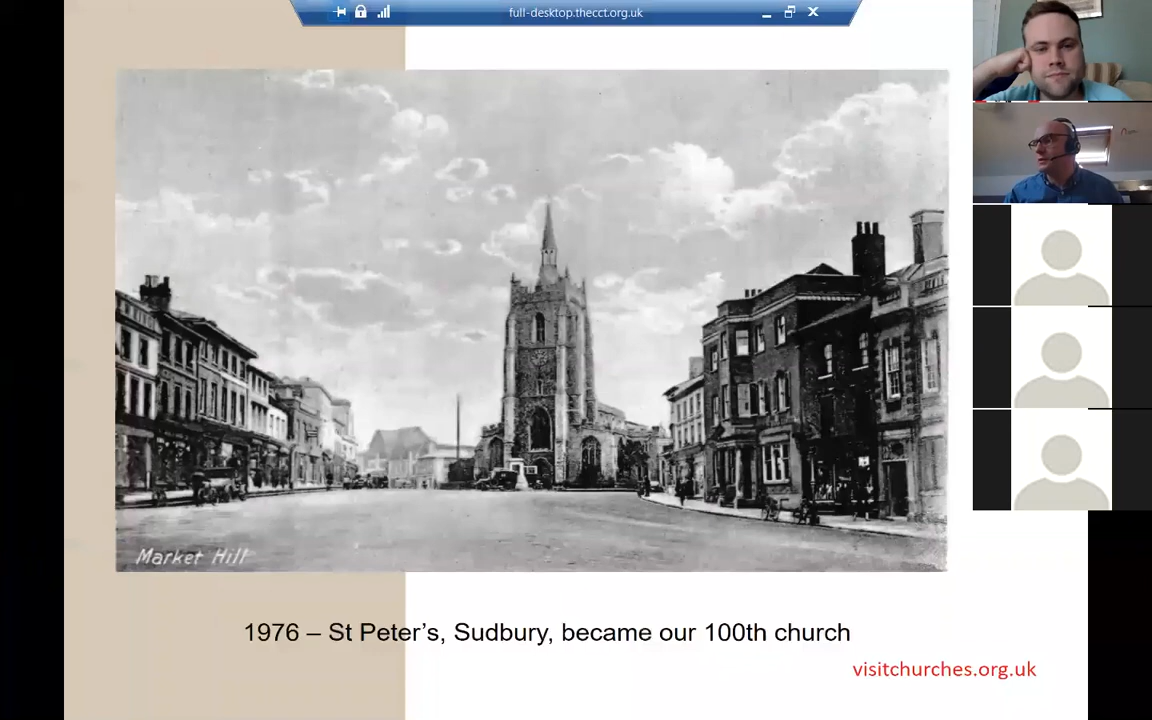 full-desktop.thecct.org.uk
Market Hill
1976 – St Peter's, Sudbury, became our 100th church
visitchurches.org.uk